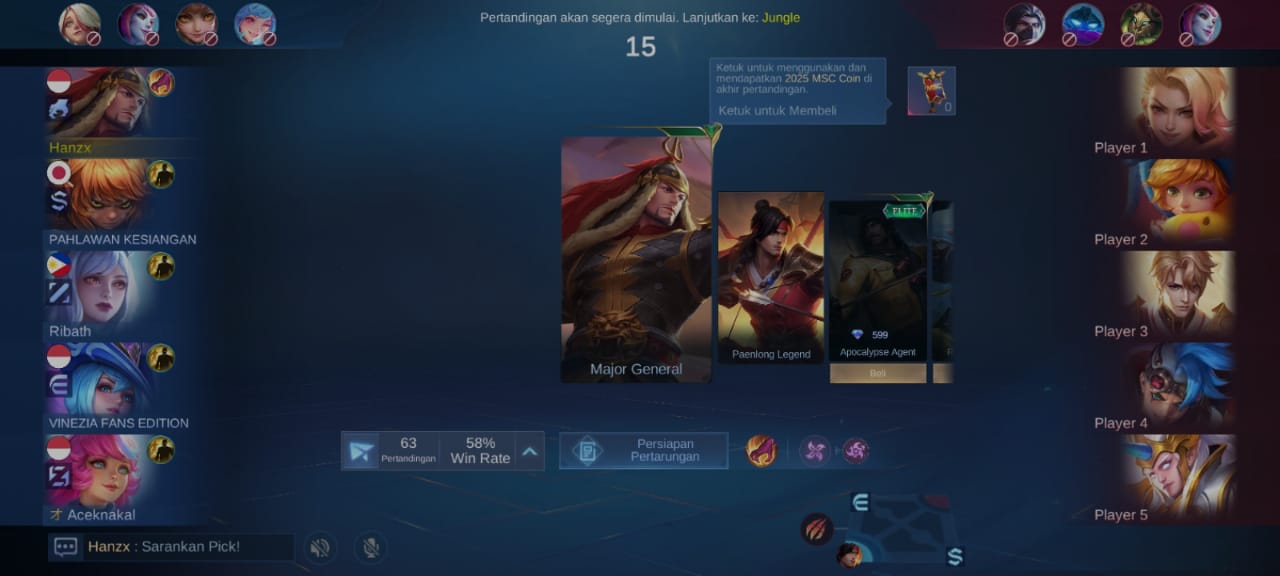 Pertandingan akan segera dimulai. Lanjutkan ke: Jungle
15
Ketuk untuk menggunakan dan
mendapatkan 2025 MSC Coin di
akhir pertandingan.
Ketuk untuk Membeli
0
Hanzx
PAHLAWAN KESIANGAN
Ribath
VINEZIA FANS EDITION
オ Aceknakal
Major General
Paenlong Legend
ELITE
599
Apocalypse Agent
Beli
Player 1
Player 2
Player 3
Player 4
Player 5
63
Pertandingan
58%
Win Rate
Persiapan
Pertarungan
Hanzx : Sarankan Pick!